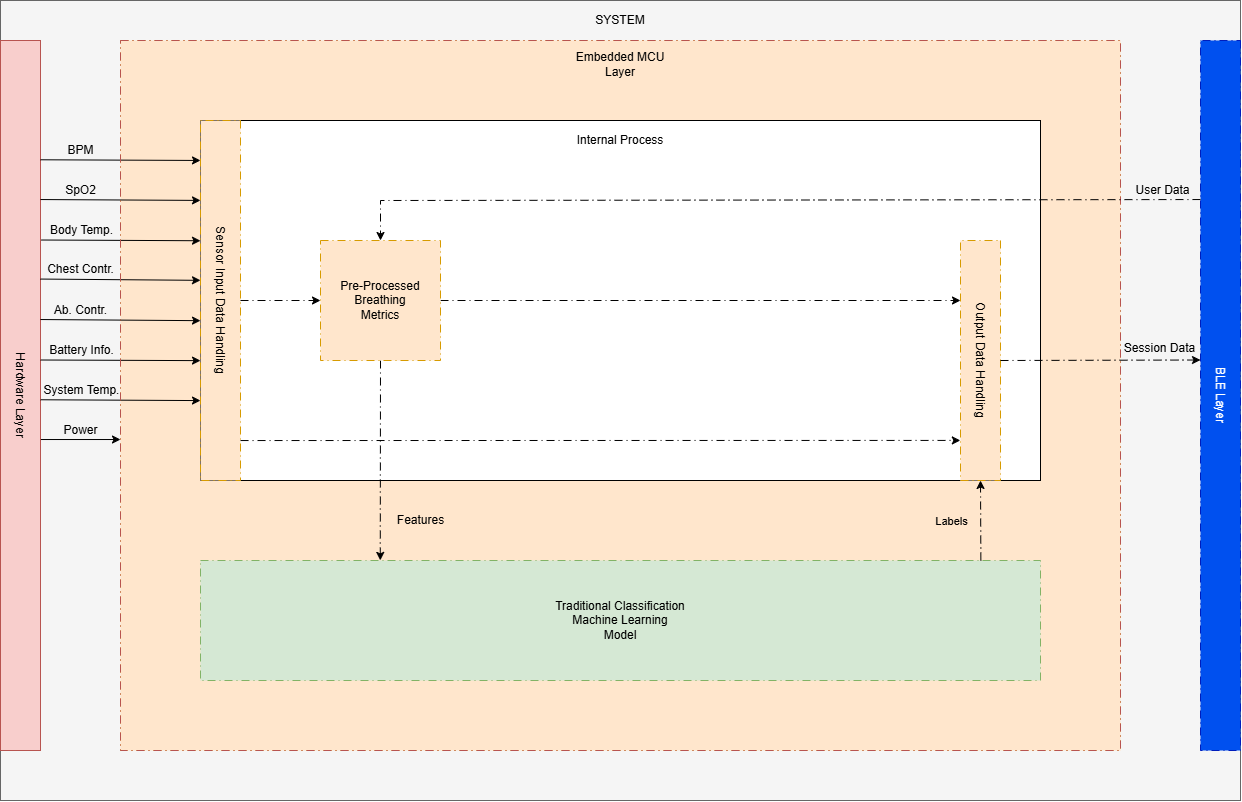 SYSTEM
Embedded MCU
Layer
Internal Process
BPM
SpO2
Body Temp.
Chest Contr.
Ab. Contr.
Battery Info.
System Temp.
Power
Hardware Layer
Sensor Input Data Handling
Pre-Processed
Breathing
Metrics
Output Data Handling
User Data
Session Data
BLE Layer
Features
Labels
Traditional Classification
Machine Learning
Model